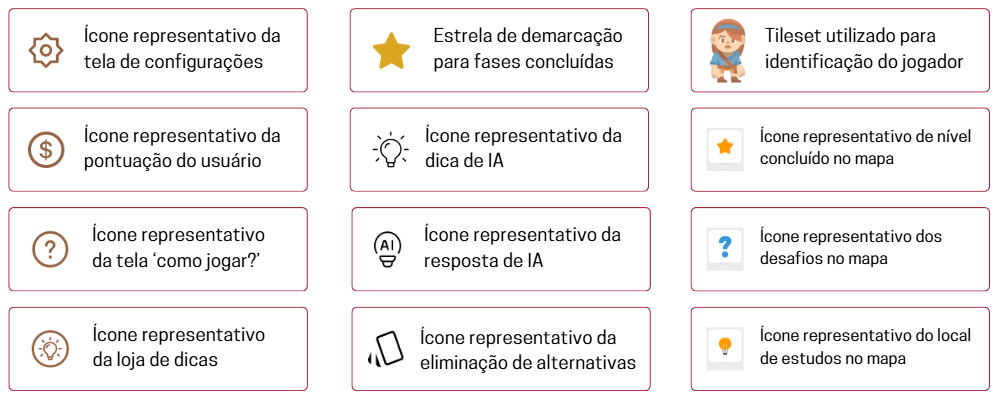 Ícone representativo da
tela de configurações
Estrela de demarcação
para fases concluídas
Tileset utilizado para
identificação do jogador
$
Ícone representativo da
pontuação do usuário
Ícone representativo da
dica de IA
Ícone representativo de nível
concluído no mapa
?
Ícone representativo
da tela ‘como jogar?’
AI
Ícone representativo da
resposta de IA
?
Ícone representativo dos
desafios no mapa
Ícone representativo
da loja de dicas
Ícone representativo da
eliminação de alternativas
Ícone representativo do local
de estudos no mapa